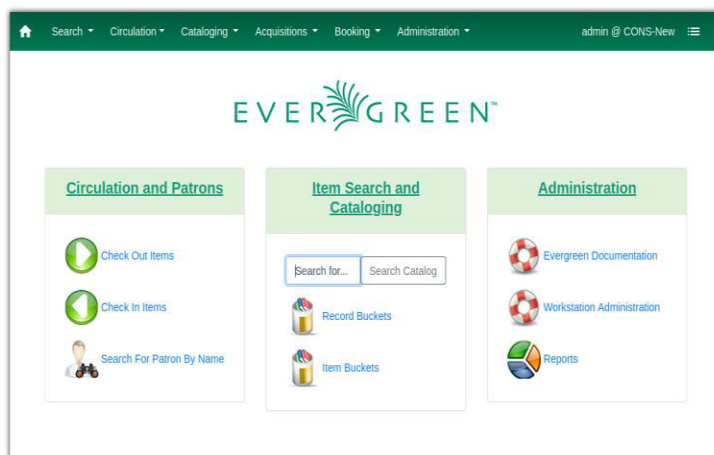 Search Circulation Cataloging Acquisitions Booking Administration admin @ CONS-New
EVERGREEN™
Circulation and Patrons
Check Out Items
Check In Items
Search For Patron By Name
Item Search and
Cataloging
Search for... Search Catalog
Record Buckets
Item Buckets
Administration
Evergreen Documentation
Workstation Administration
Reports